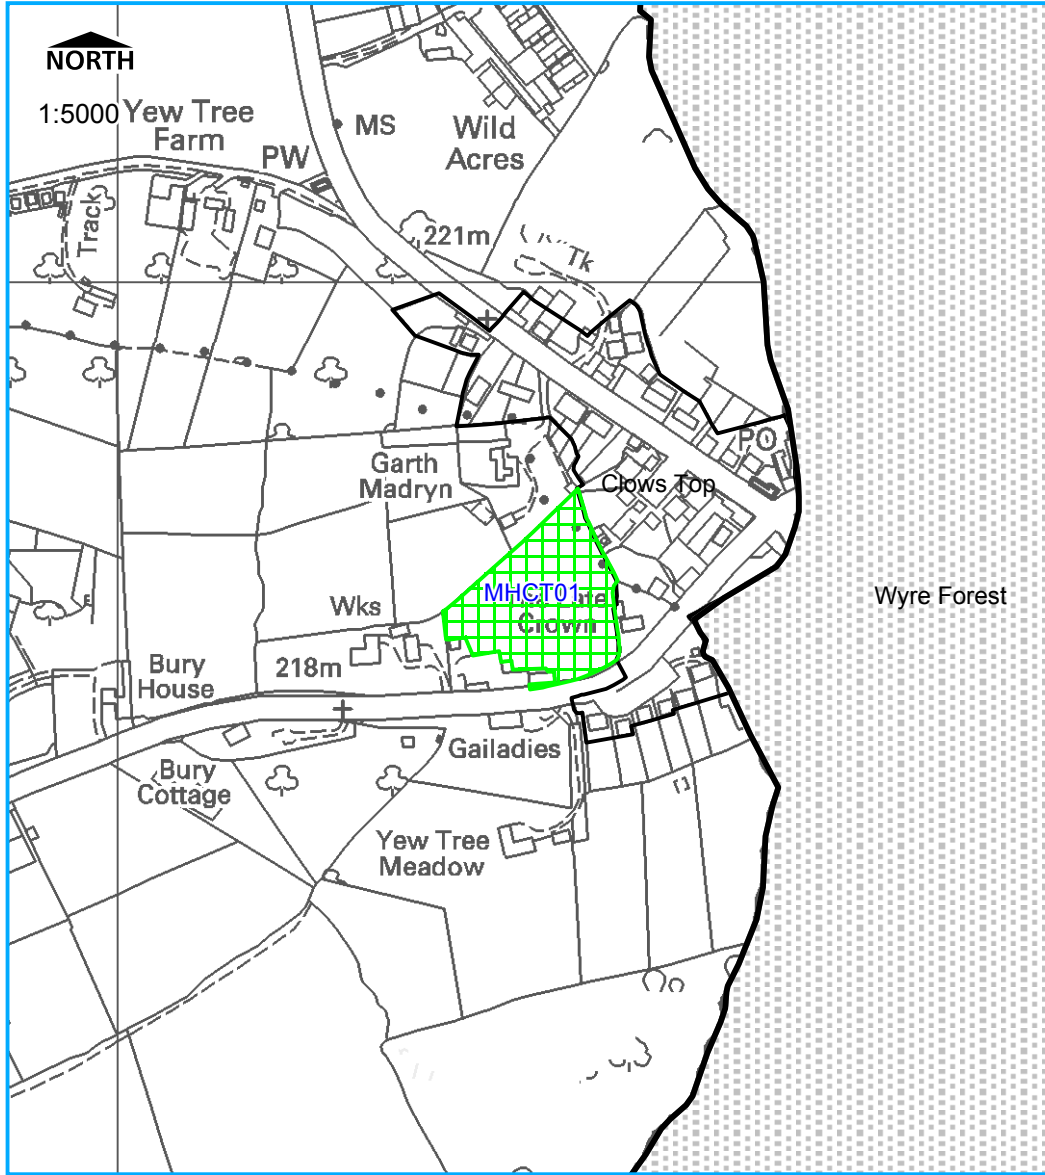 NORTH
1:5000
Yew Tree
Farm
MS
Wild
Acres
PW
Track
221m
Tk
PO
Garth
Madryn
Clows Top
MHCT01
Crown
Wyre Forest
Wks
Bury
House
218m
Gailadies
Bury
Cottage
Yew Tree
Meadow